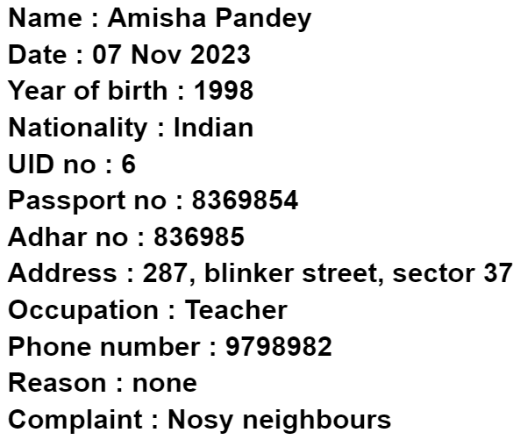 Name : Amisha Pandey
Date : 07 Nov 2023
Year of birth : 1998
Nationality : Indian
UID no : 6
Passport no : 8369854
Adhar no : 836985
Address : 287, blinker street, sector 37
Occupation : Teacher
Phone number : 9798982
Reason : none
Complaint : Nosy neighbours